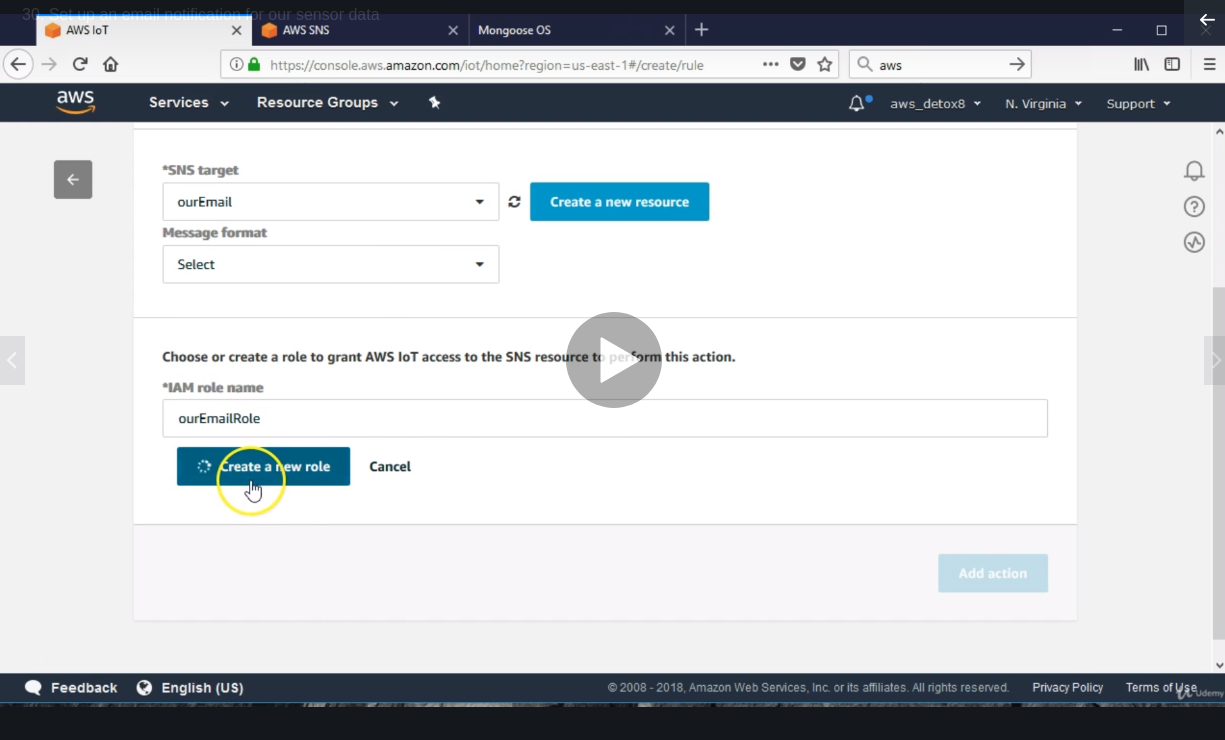 30. Set up an email notification for our sensor data
AWS IoT
AWS SNS
Mongoose OS
https://console.aws.amazon.com/iot/home?region=us-east-1#/create/rule
aws
aws
Services
Resource Groups
aws_detox8
N. Virginia
Support
*SNS target
ourEmail
Create a new resource
Message format
Select
Choose or create a role to grant AWS IoT access to the SNS resource to perform this action.
*IAM role name
ourEmailRole
Create a new role
Cancel
Add action
Feedback
English (US)
© 2008 - 2018, Amazon Web Services, Inc. or its affiliates. All rights reserved.
Privacy Policy
Terms of Use
Udemy